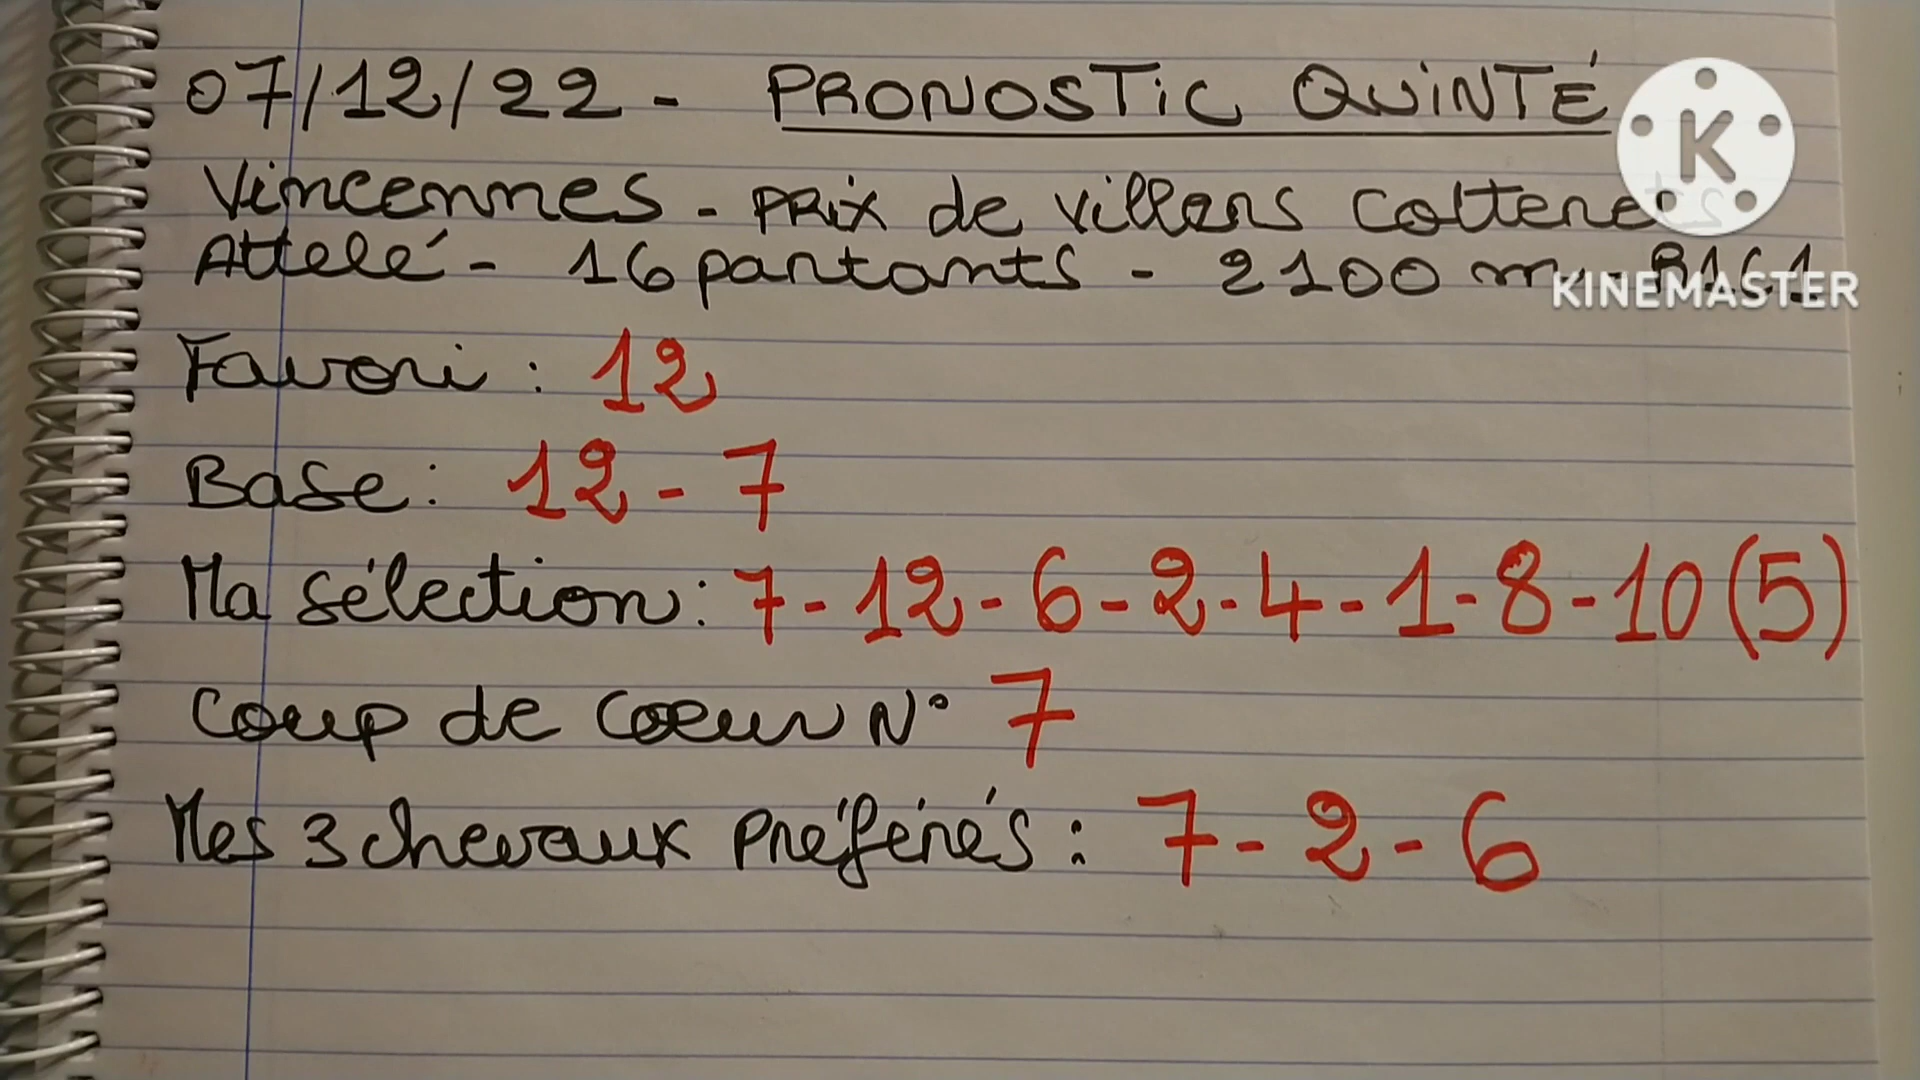 07/12/22 - PRONOSTIC QUINTÉ
Vincennes - PRix de villers cotterets
Attelé - 16 partants - 2100 m - R1C1
KINEMASTER
Favori : 12
Base : 12 - 7
Ma sélection : 7 - 12 - 6 - 2 - 4 - 1 - 8 - 10 (5)
Coup de cœur N° 7
Mes 3 chevaux préférés : 7 - 2 - 6